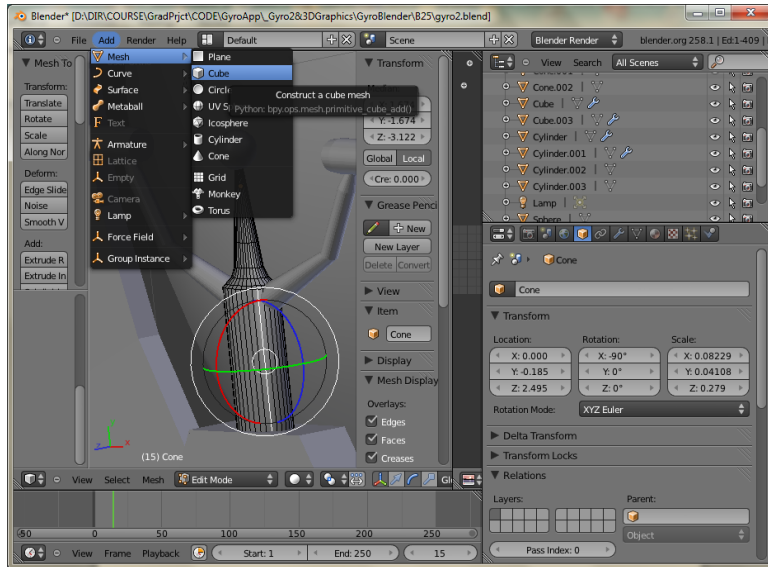 Blender* [D:\DIR\COURSE\GradPrjct\CODE\GyroApp\_Gyro2&3DGraphics\GyroBlender\B25\gyro2.blend]
File Add Render Help Default Scene Blender Render blender.org 258.1 | Ed:1-409 |
Mesh To
Transform:
Translate
Rotate
Scale
Along Nor
Deform:
Edge Slide
Noise
Smooth V
Add:
Extrude R
Extrude In
Mesh
Curve
Surface
Metaball
Text
Armature
Lattice
Empty
Camera
Lamp
Force Field
Group Instance
Plane
Cube
Circl
UV S
Icosphere
Cylinder
Cone
Grid
Monkey
Torus
Construct a cube mesh
Python: bpy.ops.mesh.primitive_cube_add()
(15) Cone
Transform
Y: -1.674
Z: -3.122
Global Local
Cre: 0.000
Grease Penci
New
New Layer
Delete Convert
View
Item
Cone
Display
Mesh Display
Overlays:
Edges
Faces
Creases
View Select Mesh Edit Mode Gl
-50 0 50 100 150 200 250
View Frame Playback Start: 1 End: 250 15
View Search All Scenes
Cone.001
Cone.002
Cube
Cube.003
Cylinder
Cylinder.001
Cylinder.002
Cylinder.003
Lamp
Sphere
Cone
Cone
Transform
Location: Rotation: Scale:
X: 0.000 X: -90° X: 0.08229
Y: -0.185 Y: 0° Y: 0.04108
Z: 2.495 Z: 0° Z: 0.279
Rotation Mode: XYZ Euler
Delta Transform
Transform Locks
Relations
Layers: Parent:
Object
Pass Index: 0